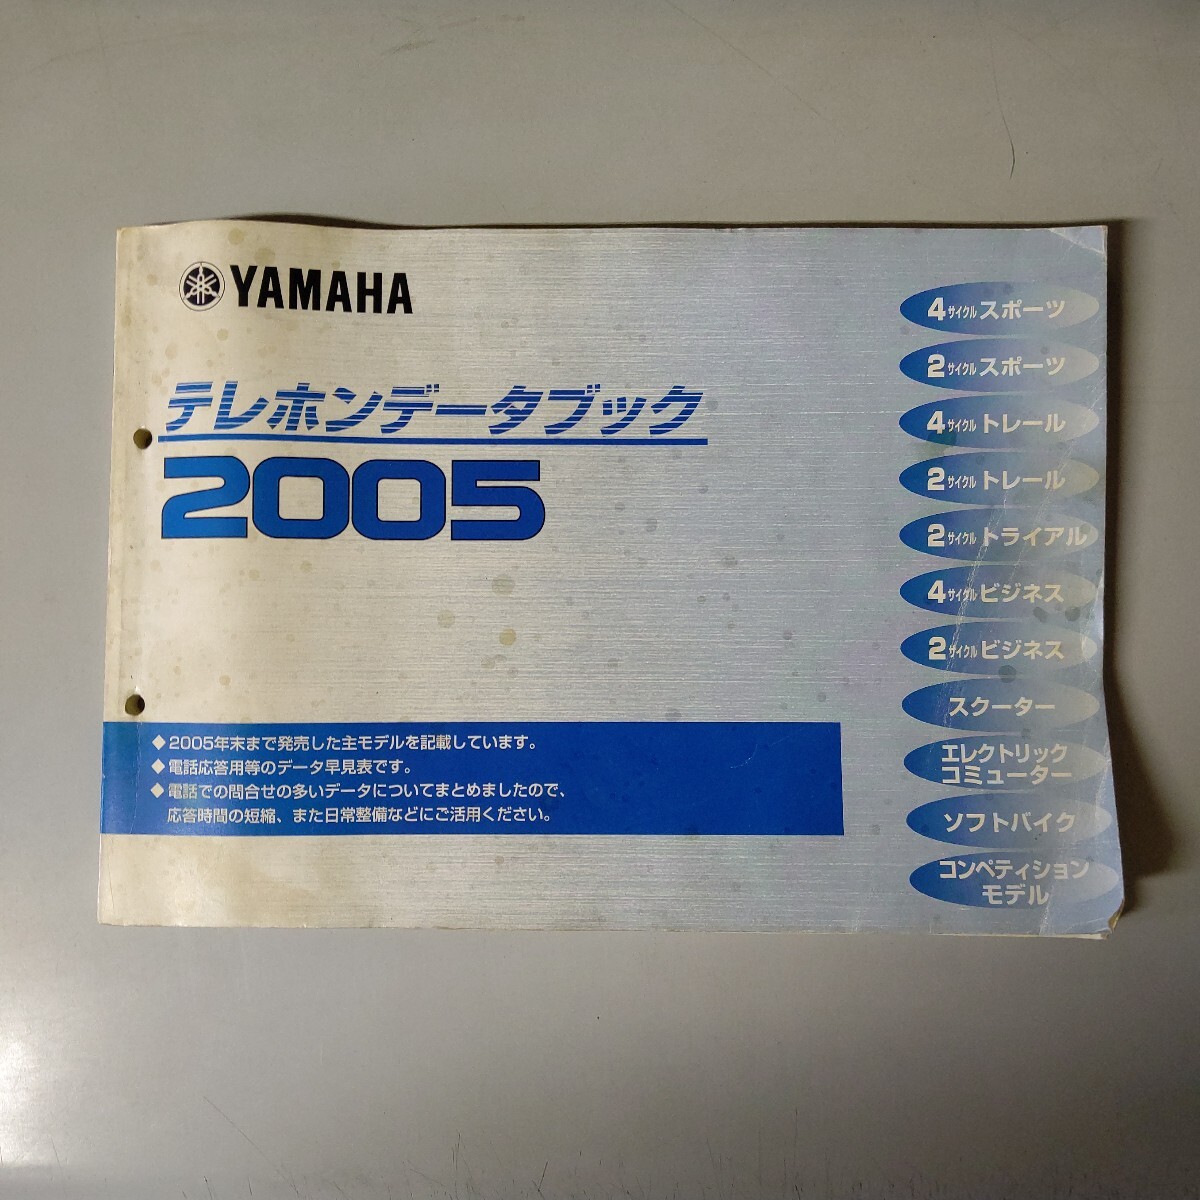 YAMAHA
テレホンデータブック
2005
◆2005年末まで発売した主モデルを記載しています。
◆電話応答用等のデータ早見表です。
◆電話での問合せの多いデータについてまとめましたので、
応答時間の短縮、また日常整備などにご活用ください。
4サイクルスポーツ
2サイクルスポーツ
4サイクルトレール
2サイクルトレール
2サイクルトライアル
4サイクルビジネス
2サイクルビジネス
スクーター
エレクトリック
コミューター
ソフトバイク
コンペティション
モデル